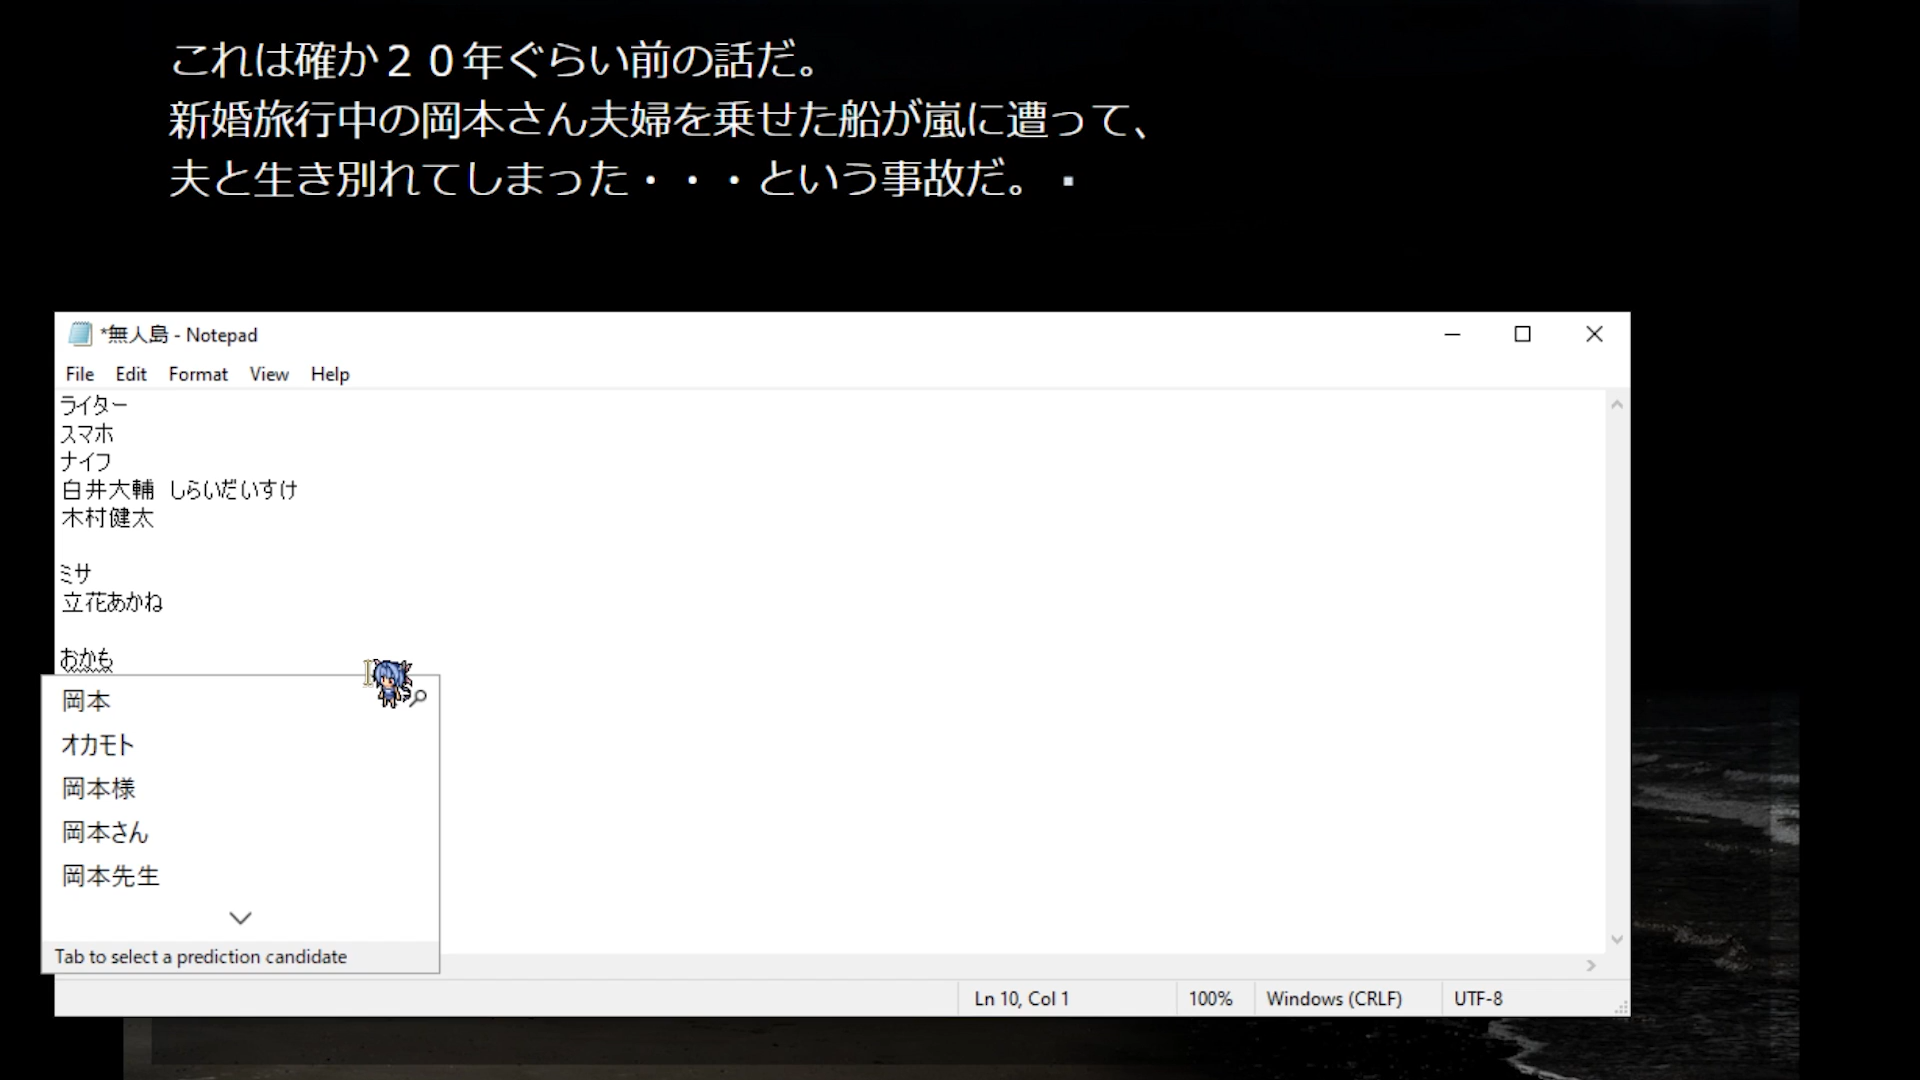 これは確か２０年ぐらい前の話だ。
新婚旅行中の岡本さん夫婦を乗せた船が嵐に遭って、
夫と生き別れてしまった・・・という事故だ。
*無人島 - Notepad
File Edit Format View Help
ライター
スマホ
ナイフ
白井大輔 しらいだいすけ
木村健太
ミサ
立花あかね
おかも
岡本
オカモト
岡本様
岡本さん
岡本先生
Tab to select a prediction candidate
Ln 10, Col 1 100% Windows (CRLF) UTF-8